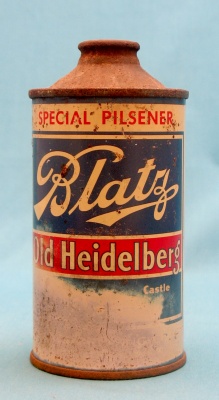 SPECIAL PILSENER
Blatz
Old Heidelberg
Castle